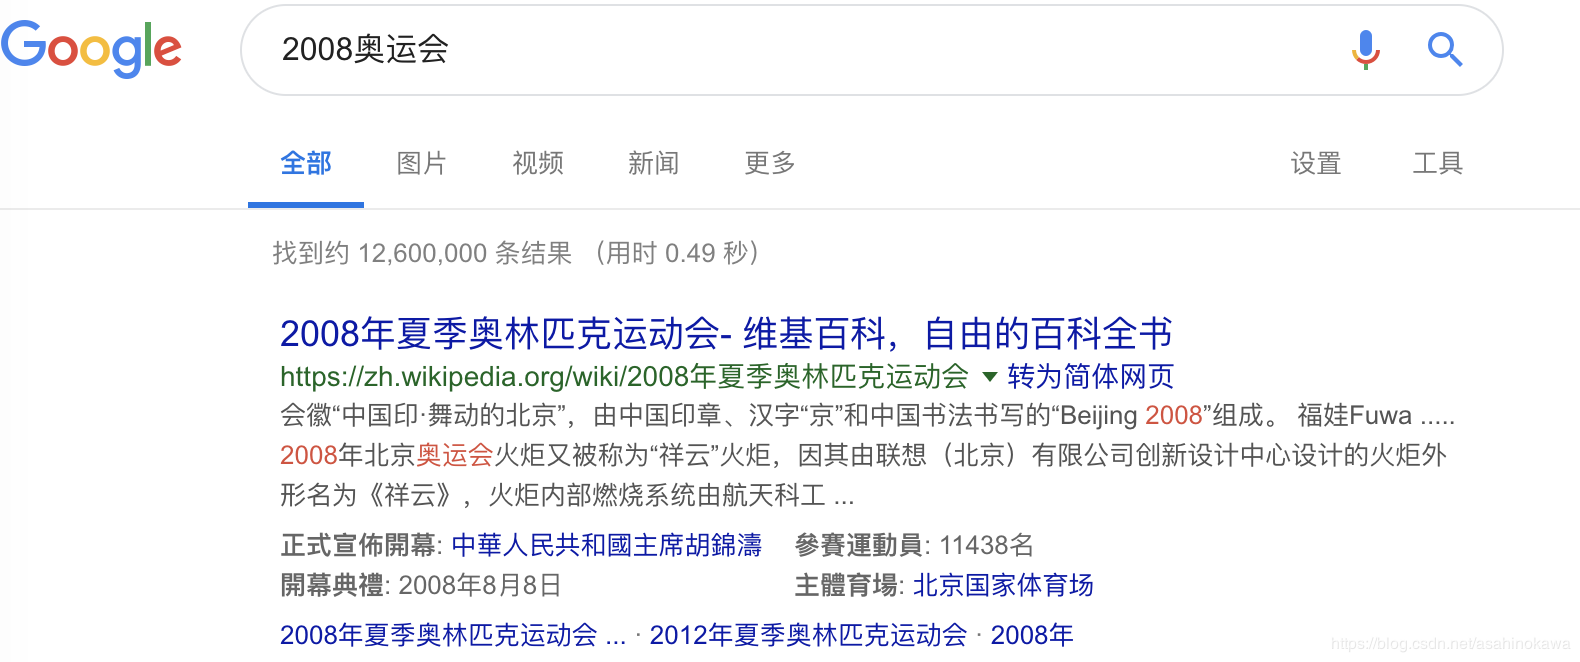 Google
2008奥运会
全部 图片 视频 新闻 更多 设置 工具
找到约 12,600,000 条结果 （用时 0.49 秒）
2008年夏季奥林匹克运动会- 维基百科，自由的百科全书
https://zh.wikipedia.org/wiki/2008年夏季奥林匹克运动会 转为简体网页
会徽“中国印·舞动的北京”，由中国印章、汉字“京”和中国书法书写的“Beijing 2008”组成。 福娃Fuwa .....
2008年北京奥运会火炬又被称为“祥云”火炬，因其由联想（北京）有限公司创新设计中心设计的火炬外
形名为《祥云》，火炬内部燃烧系统由航天科工 ...
正式宣佈開幕: 中華人民共和國主席胡錦濤 參賽運動員: 11438名
開幕典禮: 2008年8月8日 主體育場: 北京国家体育场
2008年夏季奥林匹克运动会 ... · 2012年夏季奥林匹克运动会 · 2008年
https://blog.csdn.net/asahinokawa